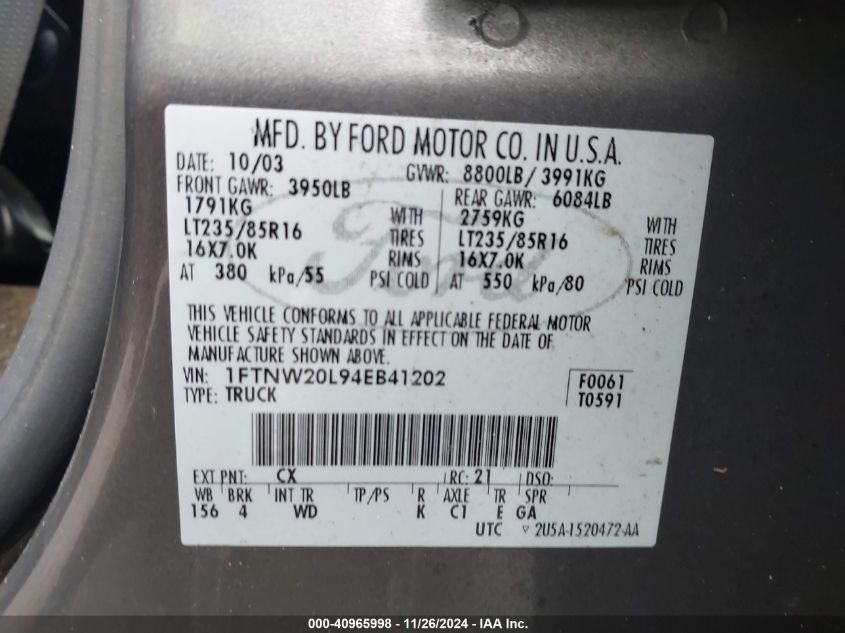 MFD. BY FORD MOTOR CO. IN U.S.A.
DATE: 10/03 GVWR: 8800LB/ 3991KG
FRONT GAWR: 3950LB REAR GAWR: 6084LB
1791KG WITH 2759KG WITH
LT235/85R16 TIRES LT235/85R16 TIRES
16X7.0K RIMS 16X7.0K RIMS
AT 380 kPa/55 PSI COLD AT 550 kPa/80 PSI COLD
Ford
THIS VEHICLE CONFORMS TO ALL APPLICABLE FEDERAL MOTOR
VEHICLE SAFETY STANDARDS IN EFFECT ON THE DATE OF
MANUFACTURE SHOWN ABOVE.
VIN: 1FTNW20L94EB41202 F0061
TYPE: TRUCK T0591
EXT PNT: CX RC: 21 DSO:
WB BRK INT TR TP/PS R AXLE TR SPR
156 4 WD K C1 E GA
UTC ▿ 2U5A-1520472-AA
000-40965998 - 11/26/2024 - IAA Inc.